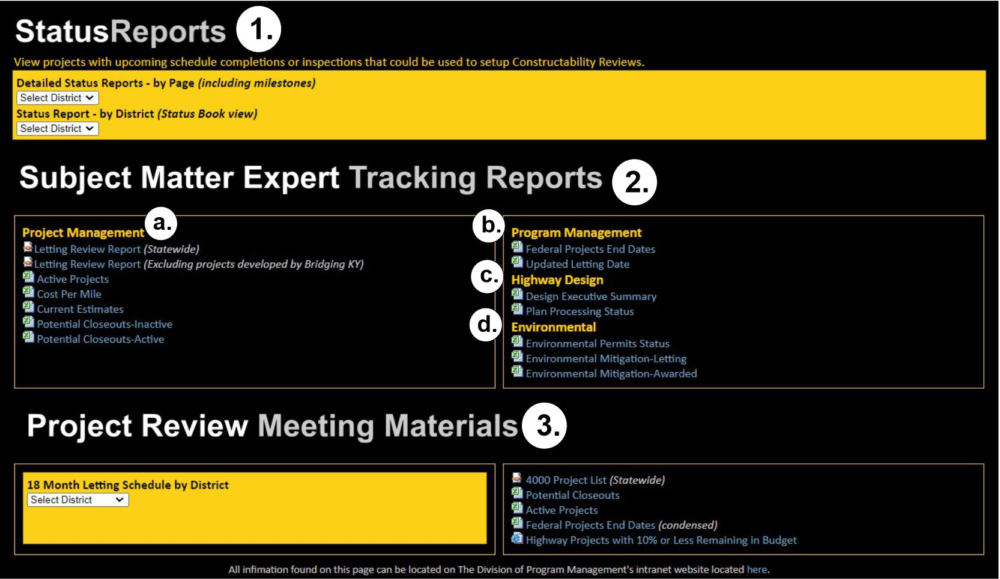 StatusReports 1.
View projects with upcoming schedule completions or inspections that could be used to setup Constructability Reviews.
Detailed Status Reports - by Page (including milestones)
Select District
Status Report - by District (Status Book view)
Select District
Subject Matter Expert Tracking Reports 2.
a.
Project Management
Letting Review Report (Statewide)
Letting Review Report (Excluding projects developed by Bridging KY)
Active Projects
Cost Per Mile
Current Estimates
Potential Closeouts-Inactive
Potential Closeouts-Active
b.
Program Management
Federal Projects End Dates
Updated Letting Date
c.
Highway Design
Design Executive Summary
Plan Processing Status
d.
Environmental
Environmental Permits Status
Environmental Mitigation-Letting
Environmental Mitigation-Awarded
Project Review Meeting Materials 3.
18 Month Letting Schedule by District
Select District
4000 Project List (Statewide)
Potential Closeouts
Active Projects
Federal Projects End Dates (condensed)
Highway Projects with 10% or Less Remaining in Budget
All infimation found on this page can be located on The Division of Program Management's intranet website located here.